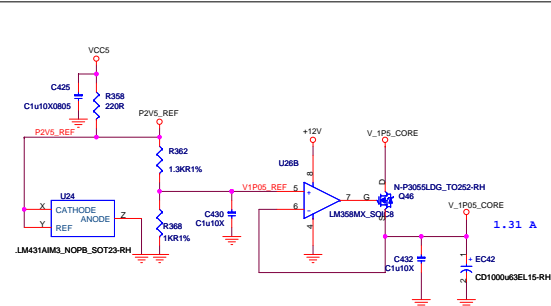 VCC5
C425
C1u10X0805
R358
220R
P2V5_REF
P2V5_REF
R362
1.3KR1%
+12V
V_1P5_CORE
U26B
V1P05_REF
5
6
+
-
8
4
7
G
D
S
N-P3055LDG_TO252-RH
Q46
LM358MX_SOIC8
V_1P05_CORE
1.31 A
U24
X
Y
CATHODE
ANODE
REF
Z
LM431AIM3_NOPB_SOT23-RH
R368
1KR1%
C430
C1u10X
C432
C1u10X
1
+
2
EC42
CD1000u63EL15-RH